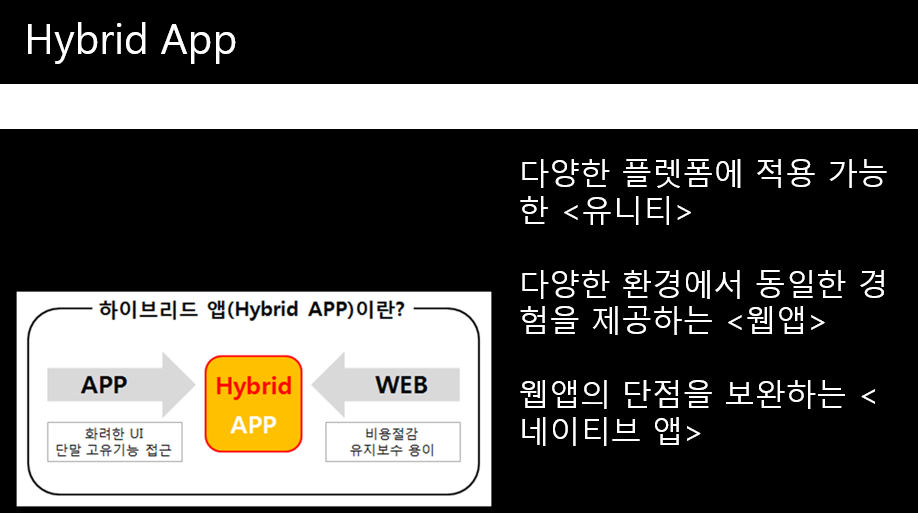 Hybrid App
다양한 플렛폼에 적용 가능
한 <유니티>
다양한 환경에서 동일한 경
험을 제공하는 <웹앱>
웹앱의 단점을 보완하는 <
네이티브 앱>
하이브리드 앱(Hybrid APP)이란?
APP
Hybrid
APP
WEB
화려한 UI
단말 고유기능 접근
비용절감
유지보수 용이